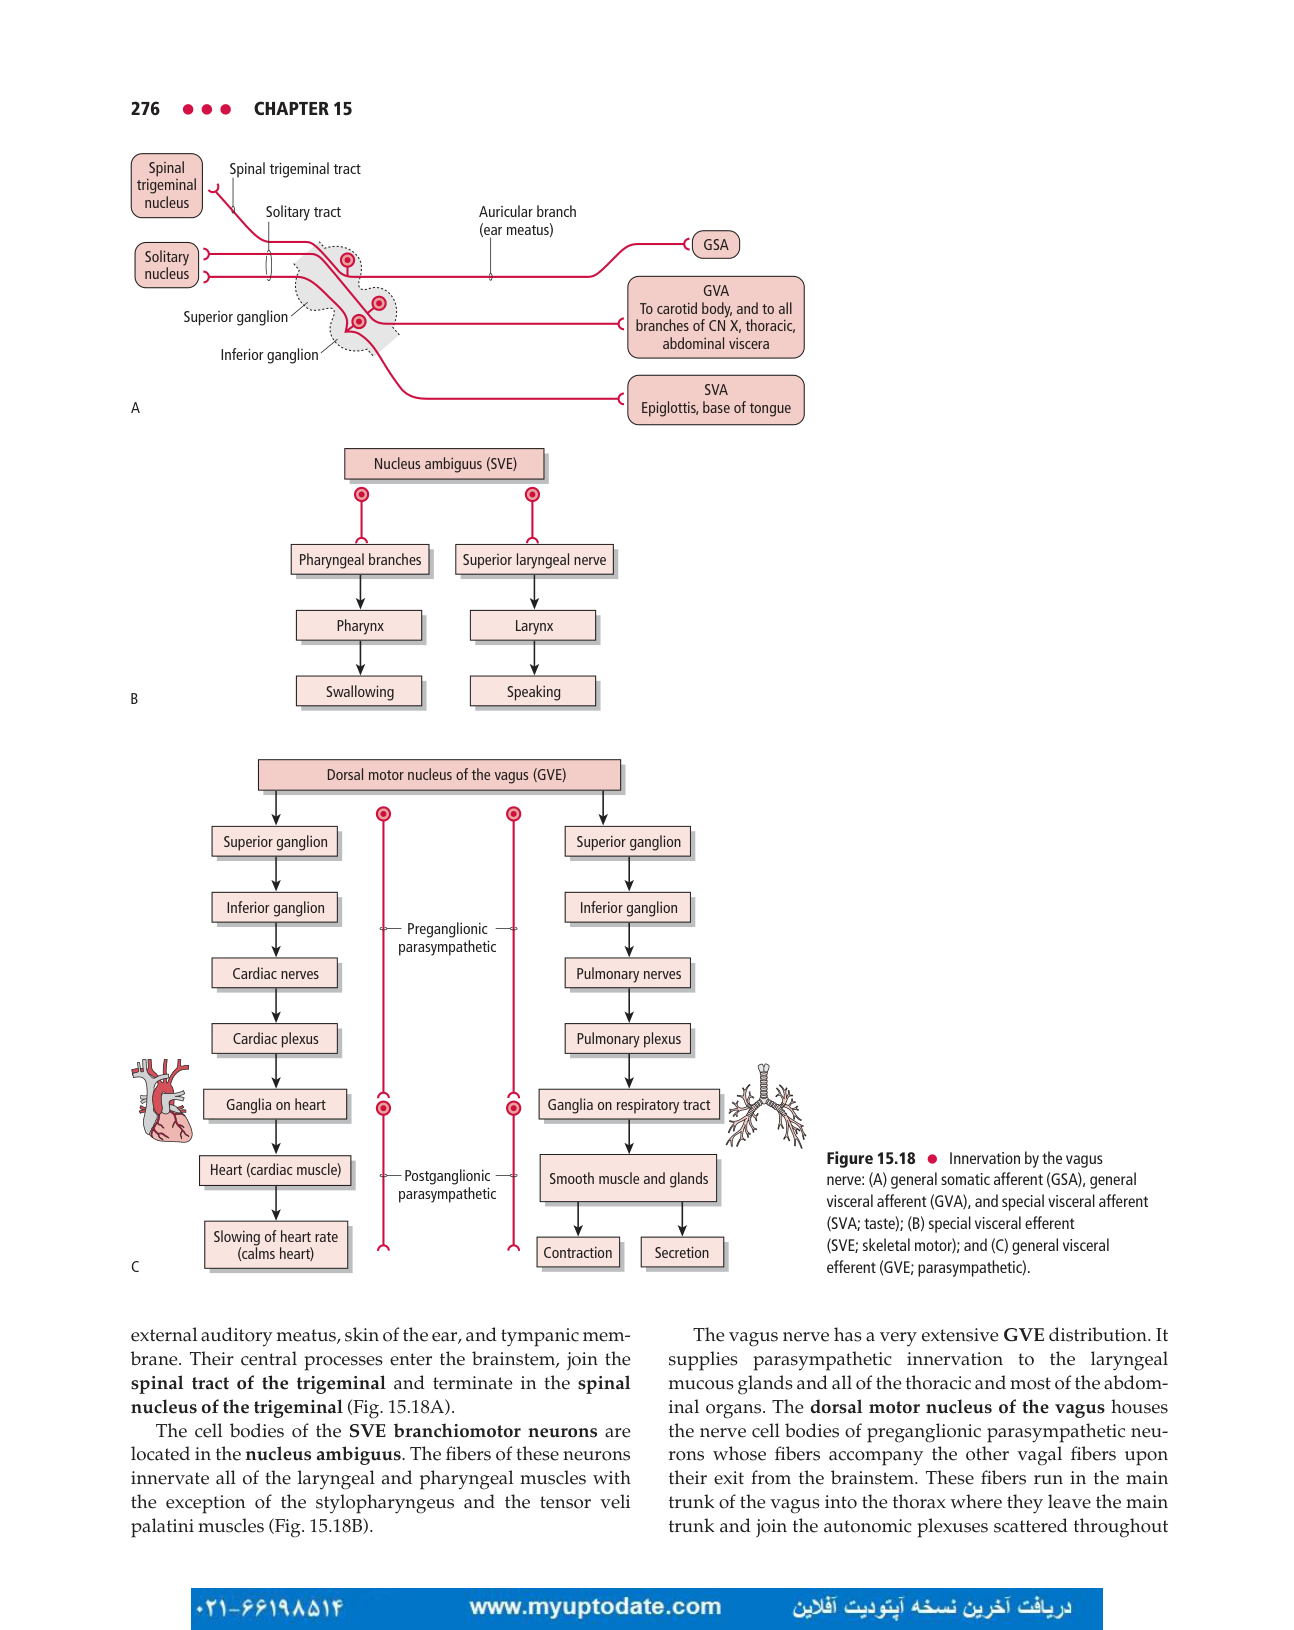 276 ● ● ● CHAPTER 15
Spinal
trigeminal
nucleus
Spinal trigeminal tract
Solitary tract
Auricular branch
(ear meatus)
GSA
Solitary
nucleus
GVA
To carotid body, and to all
branches of CN X, thoracic,
abdominal viscera
Superior ganglion
Inferior ganglion
SVA
Epiglottis, base of tongue
A
Nucleus ambiguus (SVE)
Pharyngeal branches
Superior laryngeal nerve
Pharynx
Larynx
Swallowing
Speaking
B
Dorsal motor nucleus of the vagus (GVE)
Superior ganglion
Superior ganglion
Inferior ganglion
Inferior ganglion
Preganglionic
parasympathetic
Cardiac nerves
Pulmonary nerves
Cardiac plexus
Pulmonary plexus
Ganglia on heart
Ganglia on respiratory tract
Heart (cardiac muscle)
Postganglionic
parasympathetic
Smooth muscle and glands
Slowing of heart rate
(calms heart)
Contraction
Secretion
C
Figure 15.18 ● Innervation by the vagus
nerve: (A) general somatic afferent (GSA), general
visceral afferent (GVA), and special visceral afferent
(SVA; taste); (B) special visceral efferent
(SVE; skeletal motor); and (C) general visceral
efferent (GVE; parasympathetic).
external auditory meatus, skin of the ear, and tympanic mem-
brane. Their central processes enter the brainstem, join the
spinal tract of the trigeminal and terminate in the spinal
nucleus of the trigeminal (Fig. 15.18A).
The cell bodies of the SVE branchiomotor neurons are
located in the nucleus ambiguus. The fibers of these neurons
innervate all of the laryngeal and pharyngeal muscles with
the exception of the stylopharyngeus and the tensor veli
palatini muscles (Fig. 15.18B).
The vagus nerve has a very extensive GVE distribution. It
supplies parasympathetic innervation to the laryngeal
mucous glands and all of the thoracic and most of the abdom-
inal organs. The dorsal motor nucleus of the vagus houses
the nerve cell bodies of preganglionic parasympathetic neu-
rons whose fibers accompany the other vagal fibers upon
their exit from the brainstem. These fibers run in the main
trunk of the vagus into the thorax where they leave the main
trunk and join the autonomic plexuses scattered throughout
۰۲۱-۶۶۱۹۸۵۱۴
www.myuptodate.com
دریافت آخرین نسخه آپتودیت آفلاین